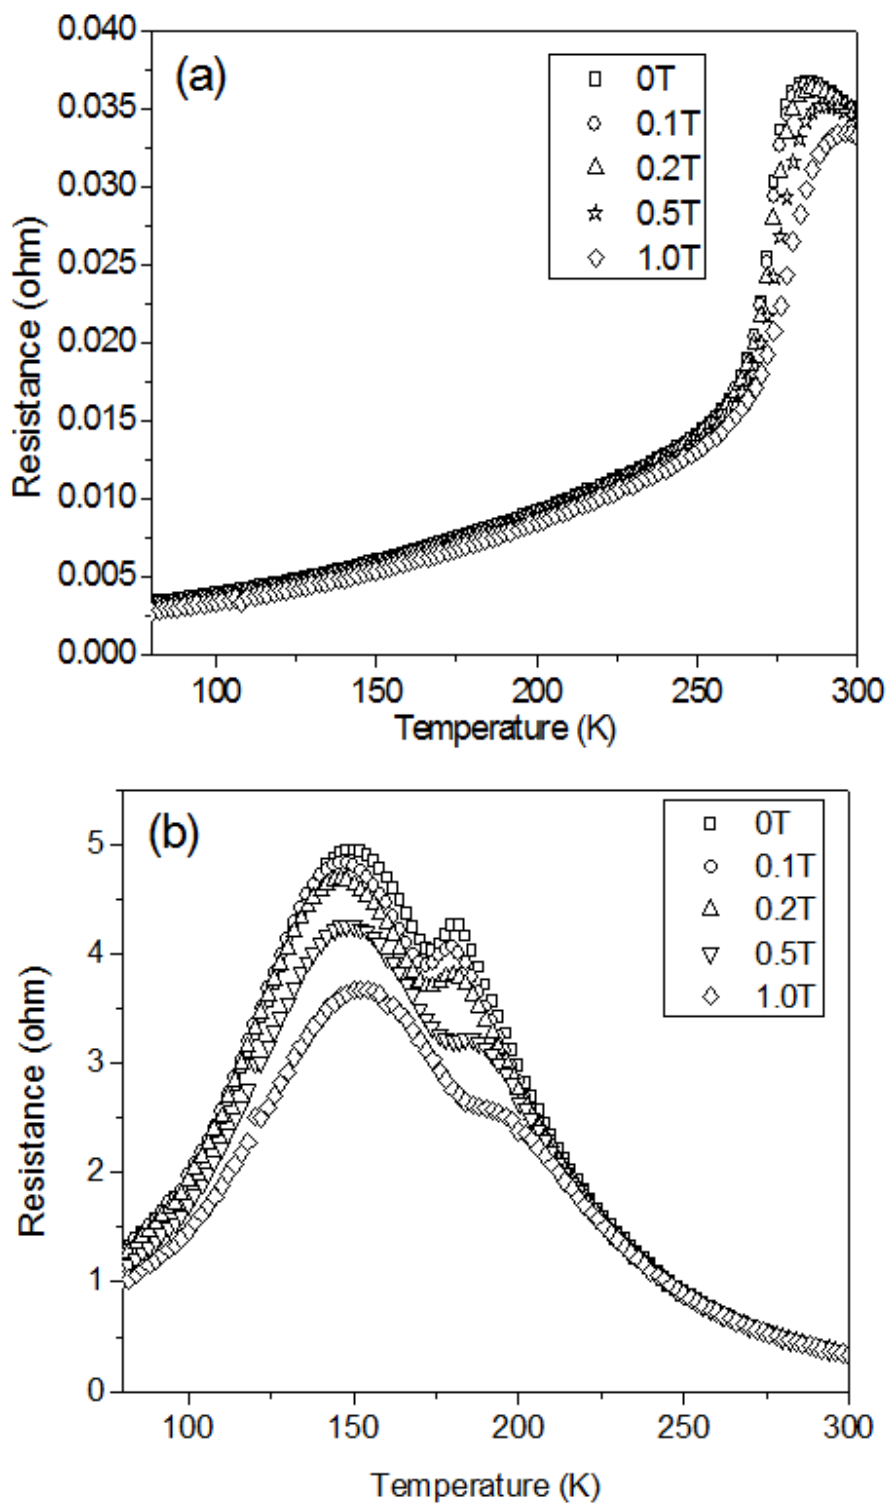 (a)
0.040
0.035
0.030
0.025
0.020
0.015
0.010
0.005
0.000
Resistance (ohm)
0T
0.1T
0.2T
0.5T
1.0T
100 150 200 250 300
Temperature (K)
(b)
5
4
3
2
1
0
Resistance (ohm)
0T
0.1T
0.2T
0.5T
1.0T
100 150 200 250 300
Temperature (K)